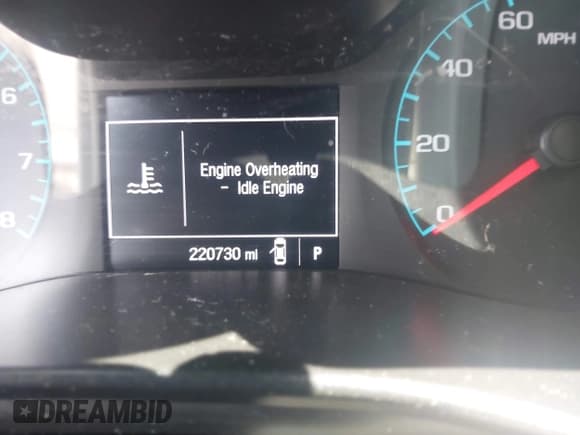 60
MPH
40
20
0
6
7
8
Engine Overheating
- Idle Engine
220730 mi P
DREAMBID